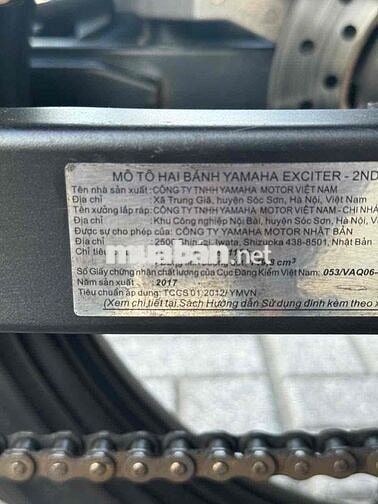 MÔ TÔ HAI BÁNH YAMAHA EXCITER - 2ND
Tên nhà sản xuất : CÔNG TY TNHH YAMAHA MOTOR VIỆT NAM
Địa chỉ : Xã Trung Giã, huyện Sóc Sơn, Hà Nội, Việt Nam
Tên xưởng lắp ráp: CÔNG TY TNHH YAMAHA MOTOR VIỆT NAM - CHI NHÁ
Địa chỉ : Khu Công nghiệp Nội Bài, huyện Sóc Sơn, Hà Nội, Việ
Được sự cho phép của: CÔNG TY YAMAHA MOTOR NHẬT BẢN
Địa chỉ : 2500 Iwata, Shizuoka 438-8501, Nhật Bản
Chỉ tiêu
muaban.net
cm³
Số Giấy chứng nhận chất lượng của Cục Đăng Kiểm Việt Nam: 053/VAQ06-
Năm sản xuất : 2017
Tiêu chuẩn áp dụng: TCCS 01:2012/ YMVN
(Xem chi tiết tại Sách Hướng dẫn Sử dụng đính kèm theo x